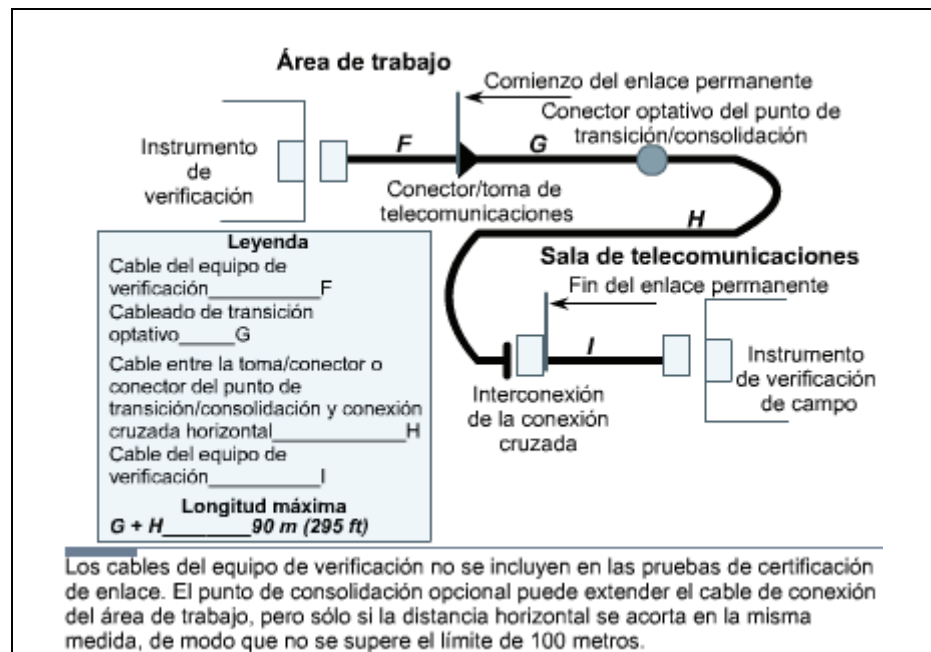 Área de trabajo
Comienzo del enlace permanente
Conector optativo del punto de
transición/consolidación
Instrumento
de
verificación
F
G
Conector/toma de
telecomunicaciones
H
Sala de telecomunicaciones
Fin del enlace permanente
I
Interconexión
de la conexión
cruzada
Instrumento
de verificación
de campo
Leyenda
Cable del equipo de
verificación__________F
Cableado de transición
optativo_____G
Cable entre la toma/conector o
conector del punto de
transición/consolidación y conexión
cruzada horizontal____________H
Cable del equipo de
verificación__________I
Longitud máxima
G + H________90 m (295 ft)
Los cables del equipo de verificación no se incluyen en las pruebas de certificación
de enlace. El punto de consolidación opcional puede extender el cable de conexión
del área de trabajo, pero sólo si la distancia horizontal se acorta en la misma
medida, de modo que no se supere el límite de 100 metros.